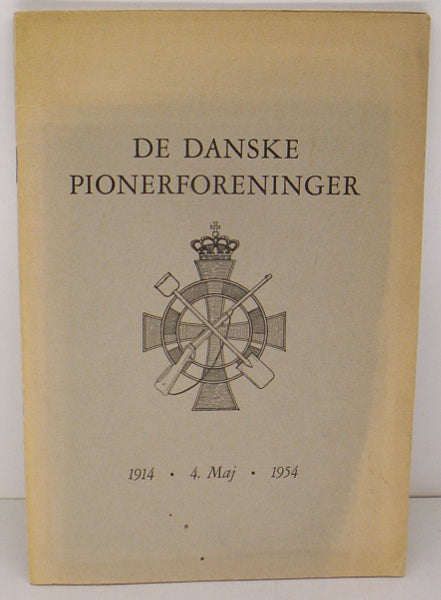 DE DANSKE
PIONERFORENINGER
1914 • 4. Maj • 1954